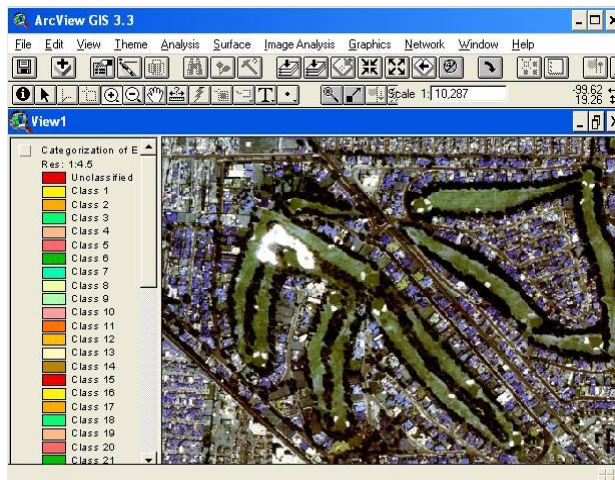 ArcView GIS 3.3
File Edit View Theme Analysis Surface Image Analysis Graphics Network Window Help
Scale 1: 10,287
-99.62
19.26
View1
Categorization of E
Res: 1:4.5
Unclassified
Class 1
Class 2
Class 3
Class 4
Class 5
Class 6
Class 7
Class 8
Class 9
Class 10
Class 11
Class 12
Class 13
Class 14
Class 15
Class 16
Class 17
Class 18
Class 19
Class 20
Class 21